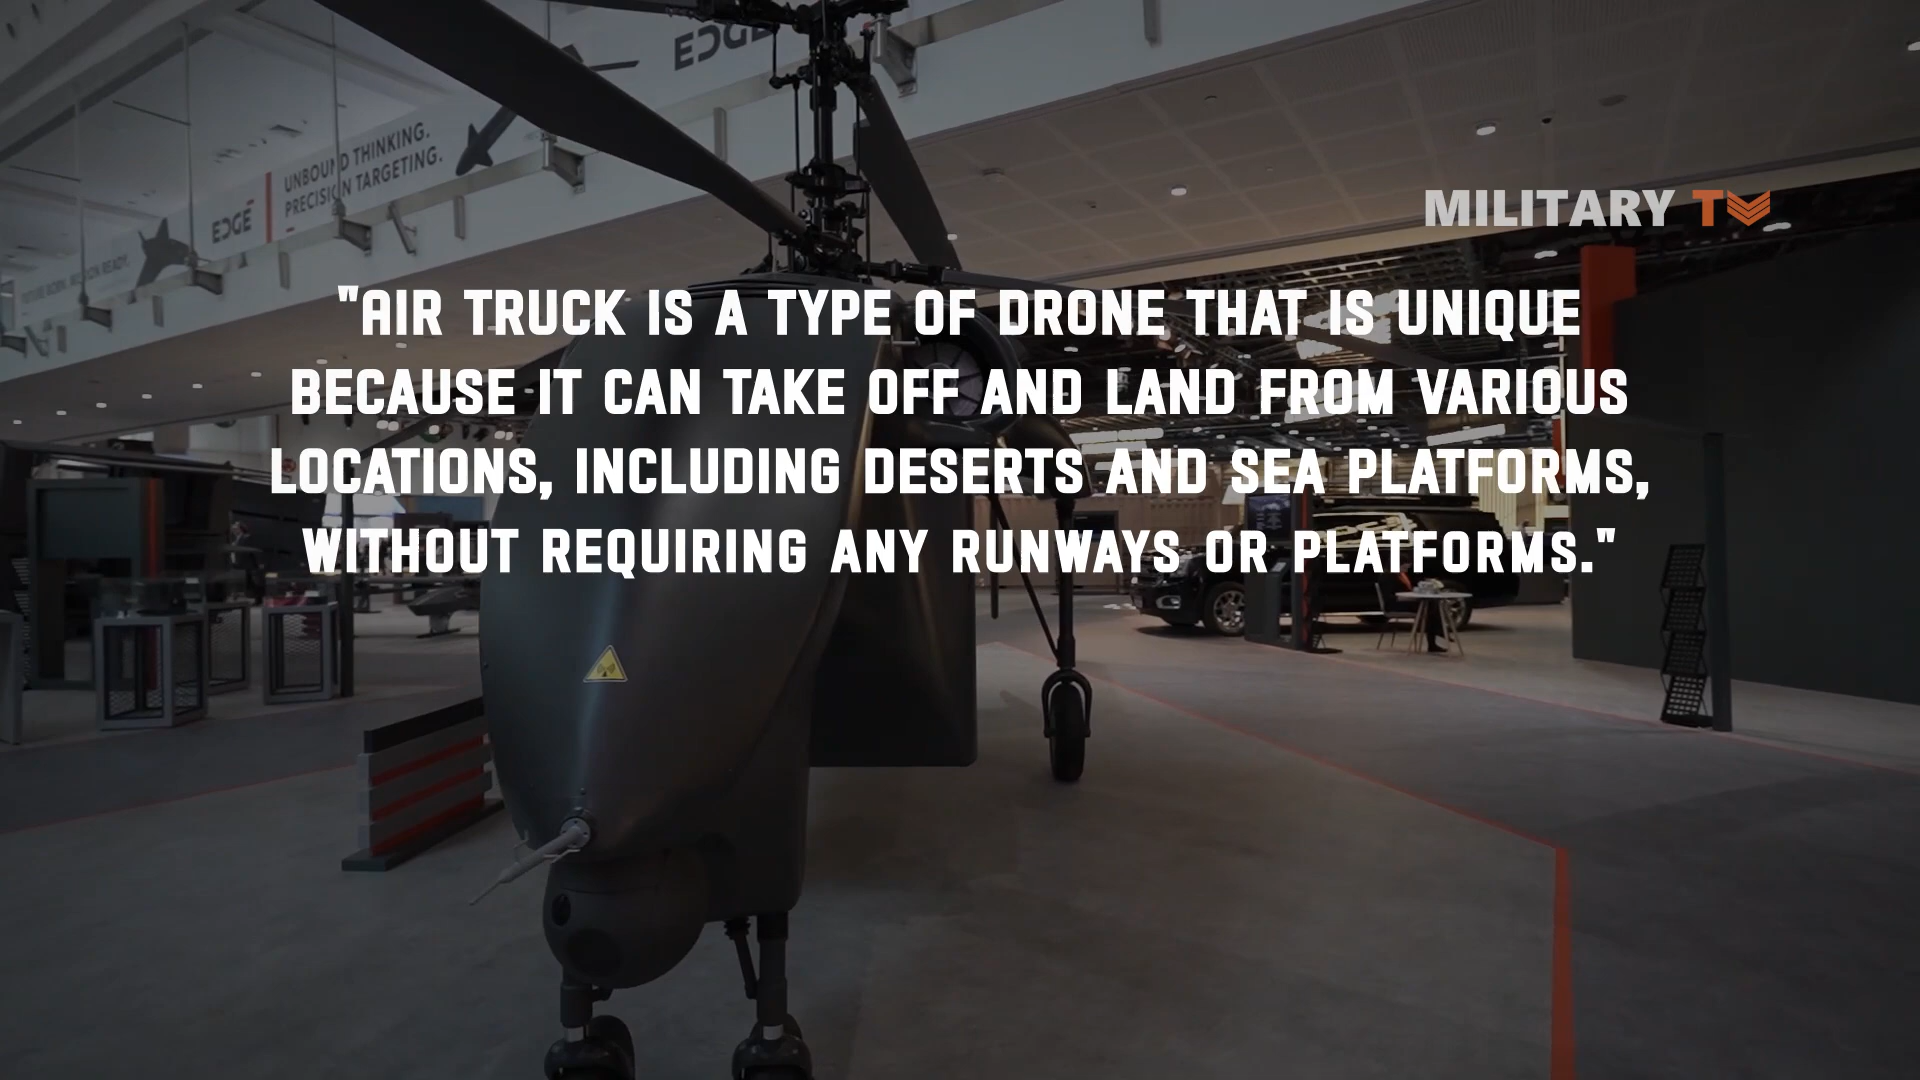 EDGE
UNBOUND THINKING.
PRECISION TARGETING.
EDGE
MILITARY TV
"AIR TRUCK IS A TYPE OF DRONE THAT IS UNIQUE
BECAUSE IT CAN TAKE OFF AND LAND FROM VARIOUS
LOCATIONS, INCLUDING DESERTS AND SEA PLATFORMS,
WITHOUT REQUIRING ANY RUNWAYS OR PLATFORMS."